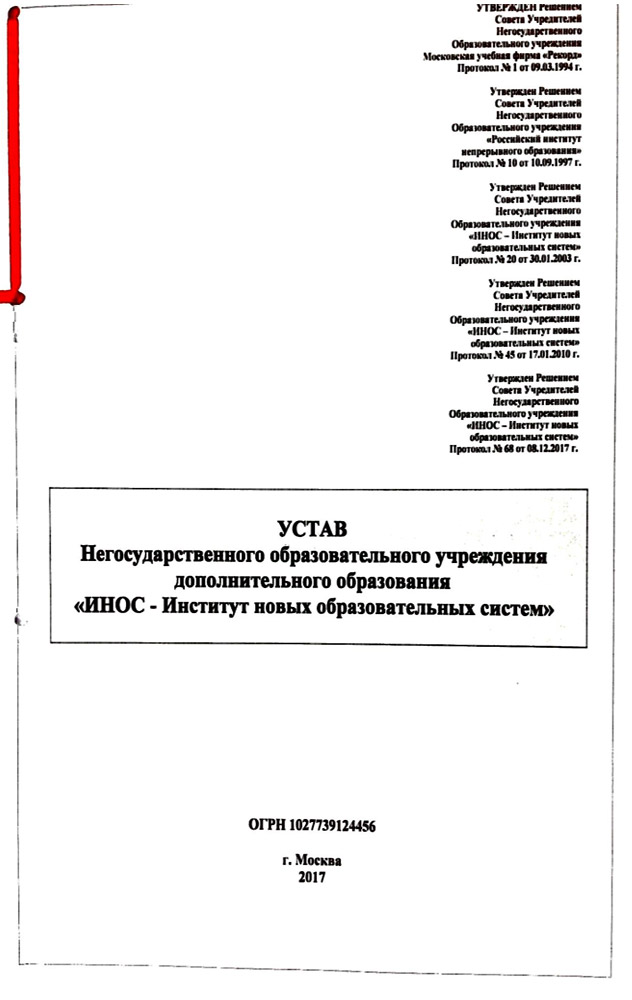 УТВЕРЖДЕН Решением
Совета Учредителей
Негосударственного
Образовательного учреждения
Московская учебная фирма «Рекорд»
Протокол № 1 от 09.03.1994 г.
Утвержден Решением
Совета Учредителей
Негосударственного
Образовательного учреждения
«Российский институт
непрерывного образования»
Протокол № 10 от 10.09.1997 г.
Утвержден Решением
Совета Учредителей
Негосударственного
Образовательного учреждения
«ИНОС – Институт новых
образовательных систем»
Протокол № 20 от 30.01.2003 г.
Утвержден Решением
Совета Учредителей
Негосударственного
Образовательного учреждения
«ИНОС – Институт новых
образовательных систем»
Протокол № 45 от 17.01.2010 г.
Утвержден Решением
Совета Учредителей
Негосударственного
Образовательного учреждения
«ИНОС – Институт новых
образовательных систем»
Протокол № 68 от 08.12.2017 г.
УСТАВ
Негосударственного образовательного учреждения
дополнительного образования
«ИНОС - Институт новых образовательных систем»
ОГРН 1027739124456
г. Москва
2017